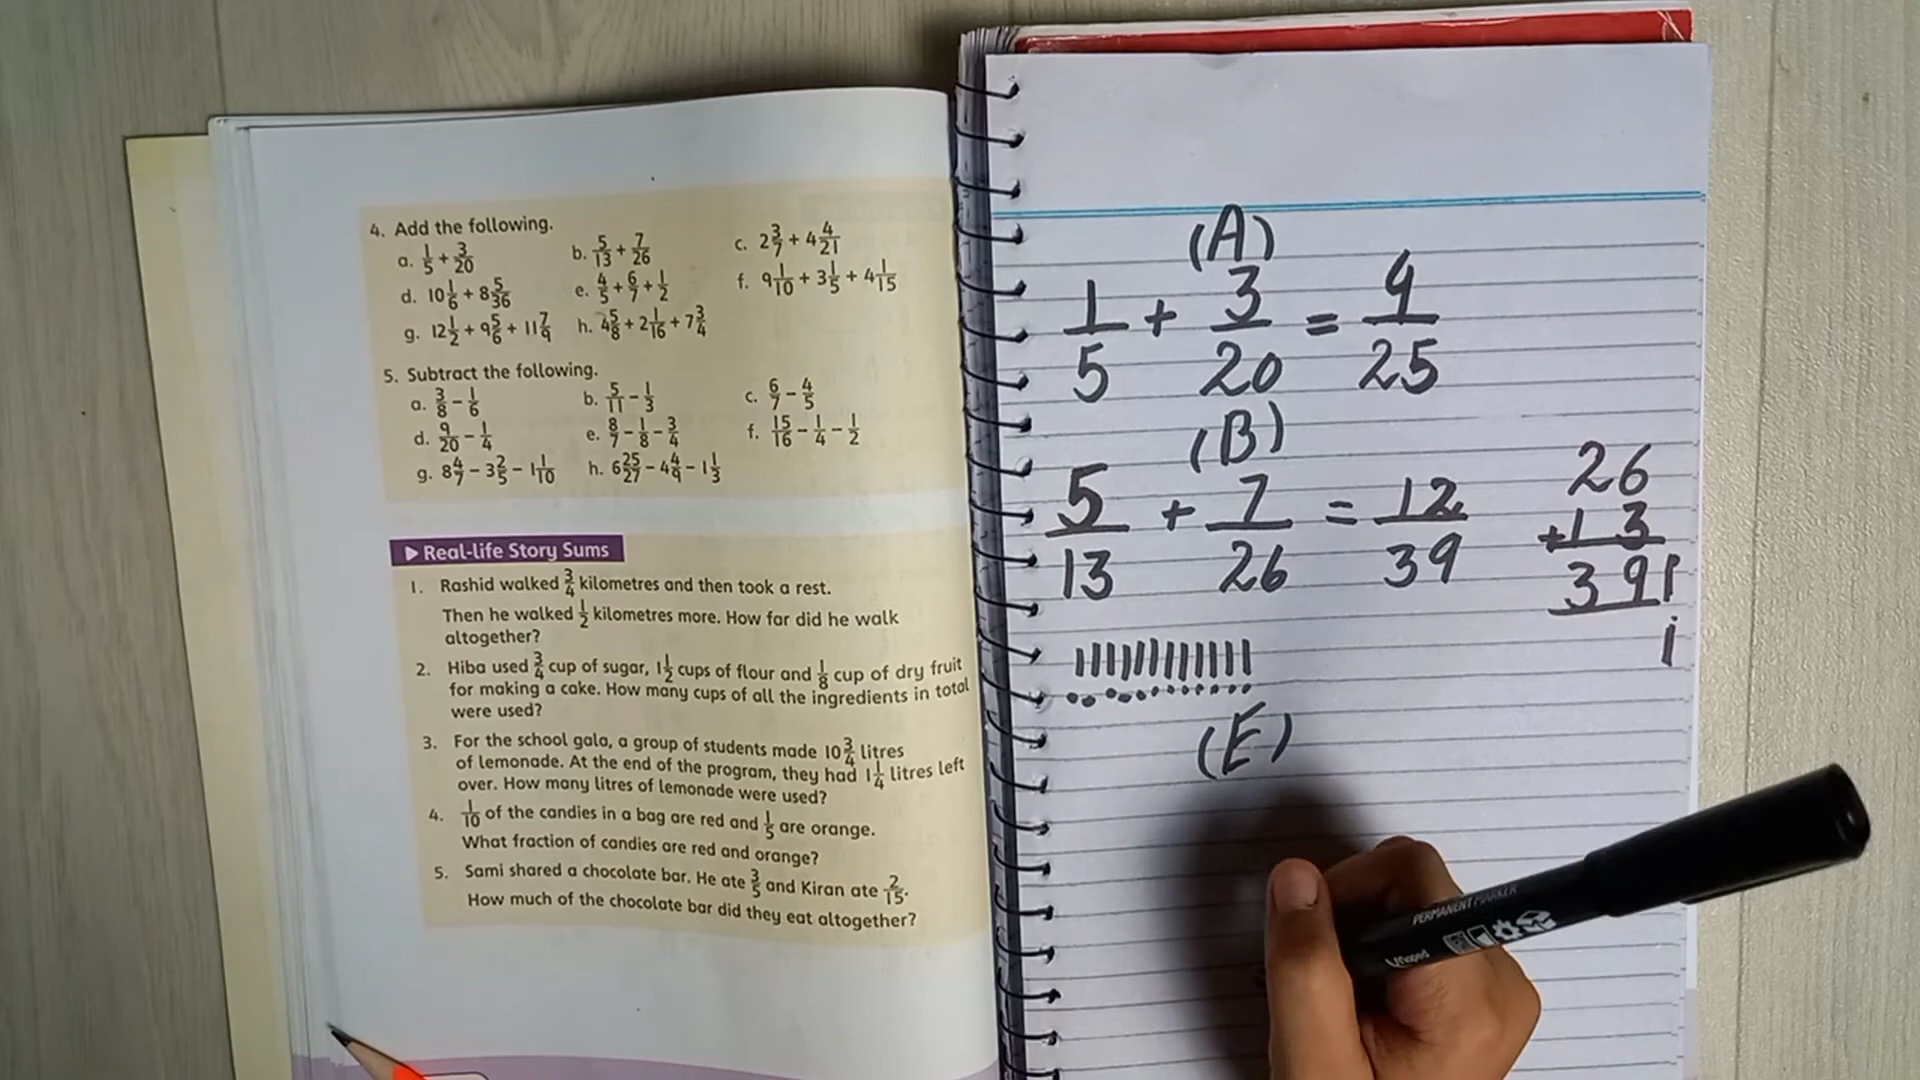 4. Add the following.
a. 1/5 + 3/20 b. 5/13 + 7/26 c. 2 3/7 + 4 4/21
d. 10 1/6 + 8 5/36 e. 4/5 + 6/7 + 1/2 f. 9 1/10 + 3 1/5 + 4 1/15
g. 12 1/2 + 9 5/6 + 11 7/9 h. 4 5/8 + 2 1/16 + 7 3/4
5. Subtract the following.
a. 3/8 − 1/6 b. 5/11 − 1/3 c. 6/7 − 4/5
d. 9/20 − 1/4 e. 8/7 − 1/8 − 3/4 f. 15/16 − 1/4 − 1/2
g. 8 4/7 − 3 2/5 − 1 1/10 h. 6 25/27 − 4 4/9 − 1 1/3
Real-life Story Sums
1. Rashid walked 3/4 kilometres and then took a rest.
Then he walked 1/2 kilometres more. How far did he walk
altogether?
2. Hiba used 3/4 cup of sugar, 1 1/2 cups of flour and 1/8 cup of dry fruit
for making a cake. How many cups of all the ingredients in total
were used?
3. For the school gala, a group of students made 10 3/4 litres
of lemonade. At the end of the program, they had 1 1/4 litres left
over. How many litres of lemonade were used?
4. 1/10 of the candies in a bag are red and 1/5 are orange.
What fraction of candies are red and orange?
5. Sami shared a chocolate bar. He ate 3/5 and Kiran ate 2/15.
How much of the chocolate bar did they eat altogether?
(A)
1/5 + 3/20 = 4/25
(B)
5/13 + 7/26 = 12/39
26
+13
39
(E)
PERMANENT MARKER